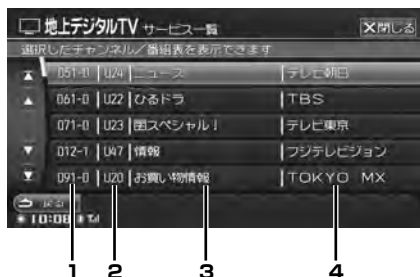 地上デジタルTV サービス一覧 ×閉じる
選択したチャンネル／番組表を表示できます
051-0 U24 ニュース テレビ朝日
061-0 U22 ひるドラ TBS
071-0 U23 囲スペシャル！ テレビ東京
012-1 U47 情報 フジテレビジョン
091-0 U20 お買い物情報 TOKYO MX
戻る
10:08
1 2 3 4